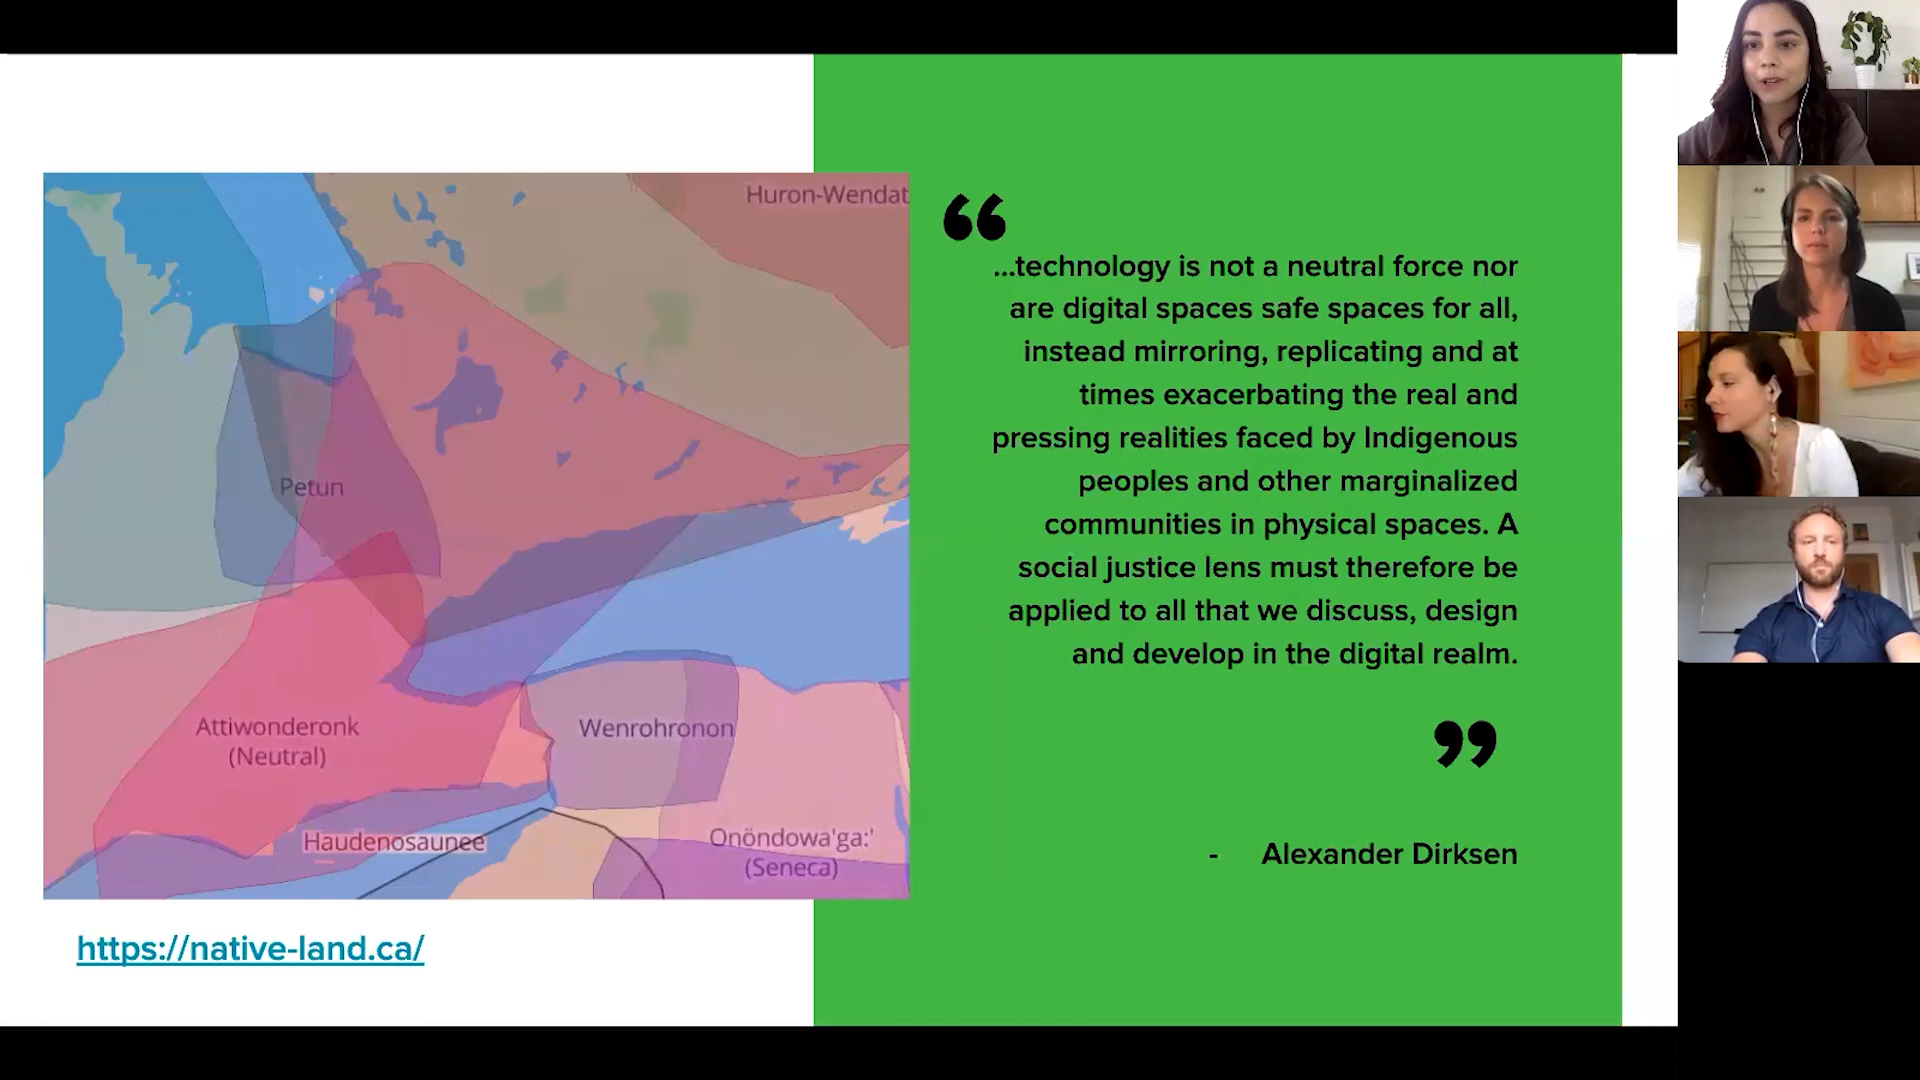 Huron-Wendat
Petun
Attiwonderonk
(Neutral)
Wenrohronon
Haudenosaunee
Onöndowa'ga:'
(Seneca)
https://native-land.ca/
“
...technology is not a neutral force nor
are digital spaces safe spaces for all,
instead mirroring, replicating and at
times exacerbating the real and
pressing realities faced by Indigenous
peoples and other marginalized
communities in physical spaces. A
social justice lens must therefore be
applied to all that we discuss, design
and develop in the digital realm.
”
- Alexander Dirksen